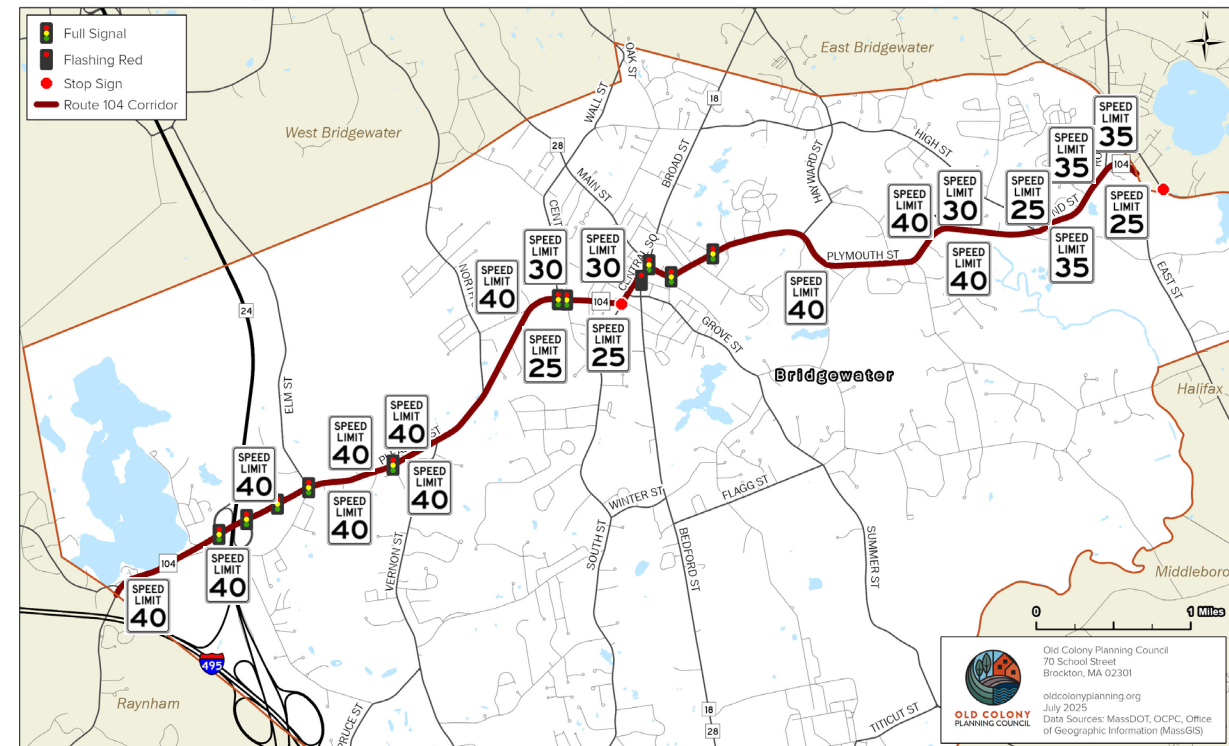 Full Signal
Flashing Red
Stop Sign
Route 104 Corridor
East Bridgewater
West Bridgewater
OAK ST
WALL ST
18
28
MAIN ST
BROAD ST
HAYWARD ST
HIGH ST
SPEED LIMIT 35
SPEED LIMIT 35
104
SPEED LIMIT 40
SPEED LIMIT 30
SPEED LIMIT 25
SPEED LIMIT 25
SPEED LIMIT 35
SPEED LIMIT 40
PLYMOUTH ST
EAST ST
SPEED LIMIT 40
SPEED LIMIT 30
SPEED LIMIT 30
CENTRAL SQ
SPEED LIMIT 40
104
SPEED LIMIT 25
SPEED LIMIT 25
GROVE ST
24
ELM ST
Bridgewater
Halifax
SPEED LIMIT 40
SPEED LIMIT 40
SPEED LIMIT 40
SPEED LIMIT 40
SPEED LIMIT 40
SPEED LIMIT 40
SPEED LIMIT 40
104
WINTER ST
FLAGG ST
VERNON ST
SOUTH ST
BEDFORD ST
SUMMER ST
495
Raynham
18
28
TITICUT ST
N
0 1 Miles
OLD COLONY
PLANNING COUNCIL
Old Colony Planning Council
70 School Street
Brockton, MA 02301
oldcolonyplanning.org
July 2025
Data Sources: MassDOT, OCPC, Office
of Geographic Information (MassGIS)